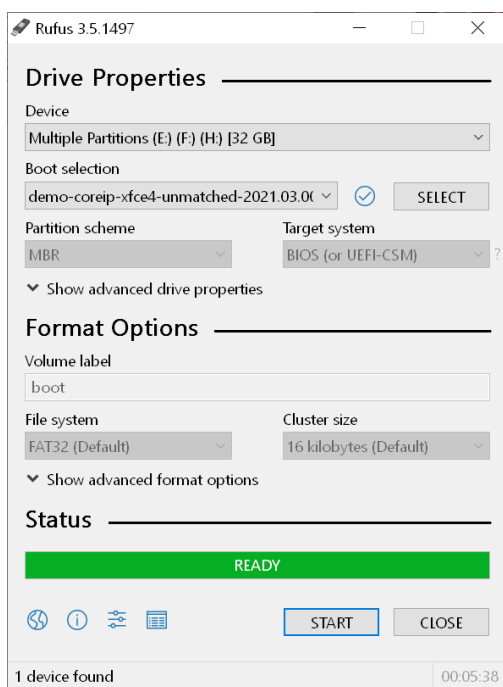 Rufus 3.5.1497
Drive Properties
Device
Multiple Partitions (E:) (F:) (H:) [32 GB]
Boot selection
demo-coreip-xfce4-unmatched-2021.03.00
SELECT
Partition scheme
Target system
MBR
BIOS (or UEFI-CSM)
?
Show advanced drive properties
Format Options
Volume label
boot
File system
Cluster size
FAT32 (Default)
16 kilobytes (Default)
Show advanced format options
Status
READY
START
CLOSE
1 device found
00:05:38